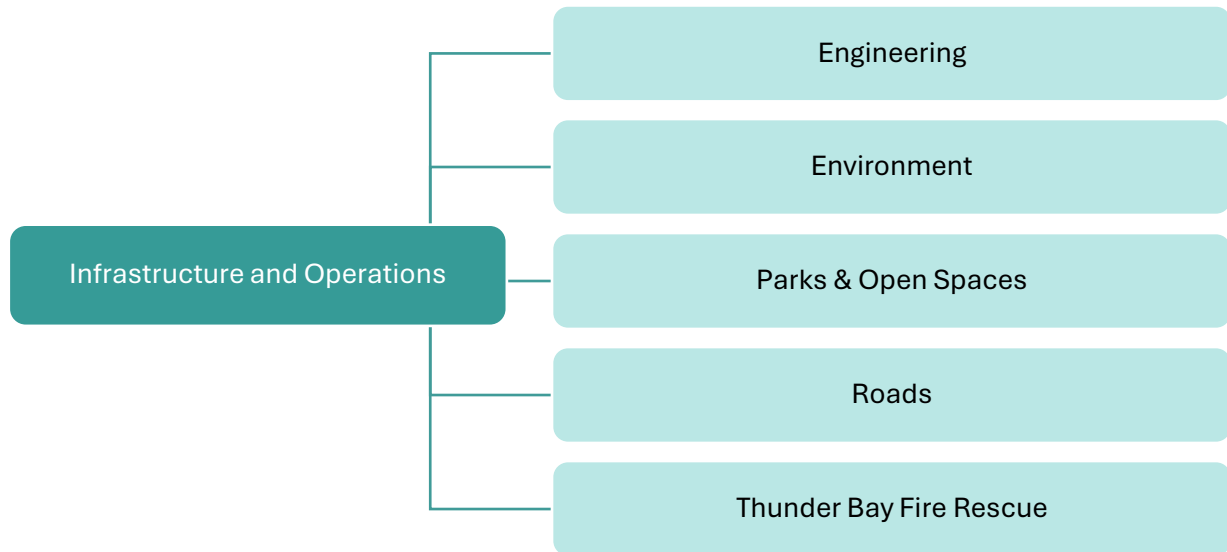 Engineering
Environment
Infrastructure and Operations
Parks & Open Spaces
Roads
Thunder Bay Fire Rescue